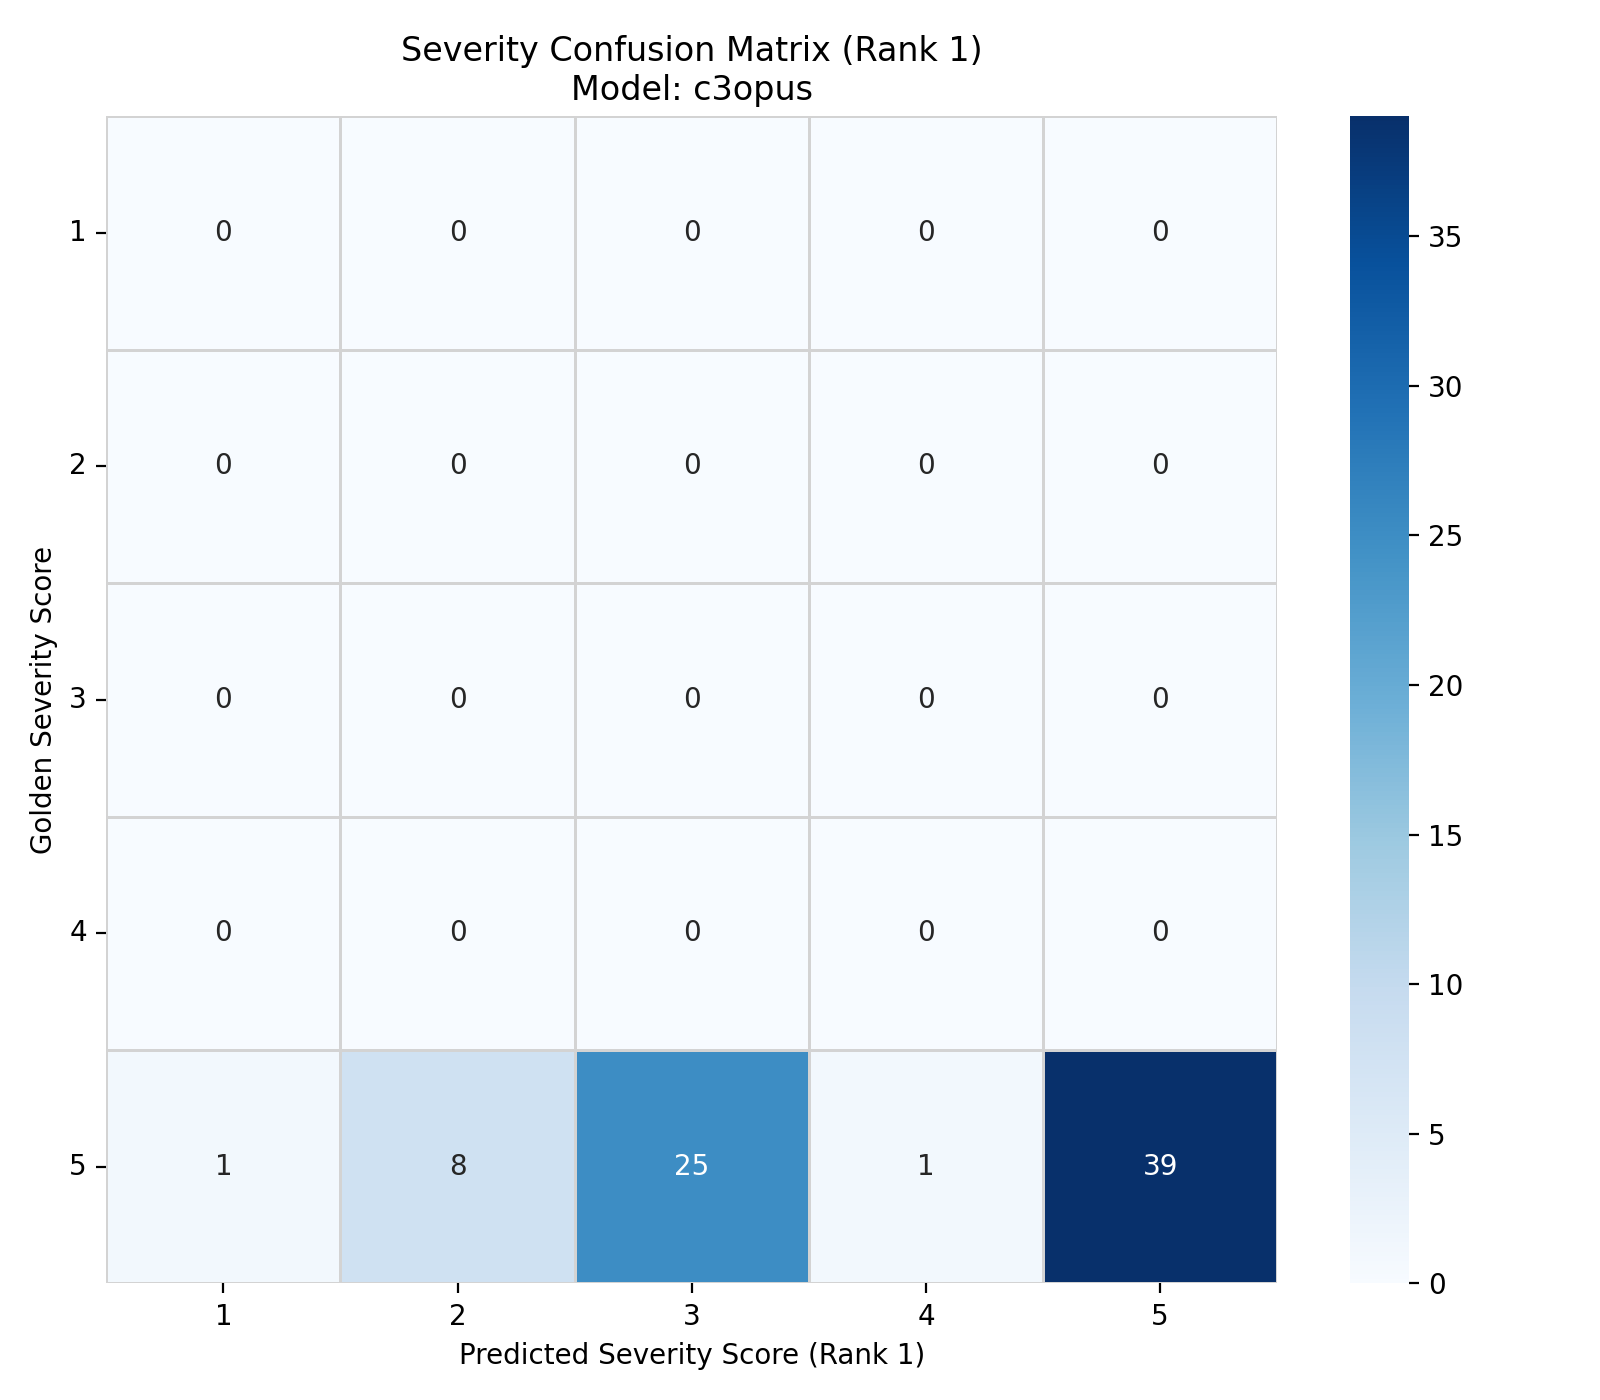 Severity Confusion Matrix (Rank 1)
Model: c3opus
Golden Severity Score
1 0 0 0 0 0
2 0 0 0 0 0
3 0 0 0 0 0
4 0 0 0 0 0
5 1 8 25 1 39
1 2 3 4 5
Predicted Severity Score (Rank 1)
35
30
25
20
15
10
5
0